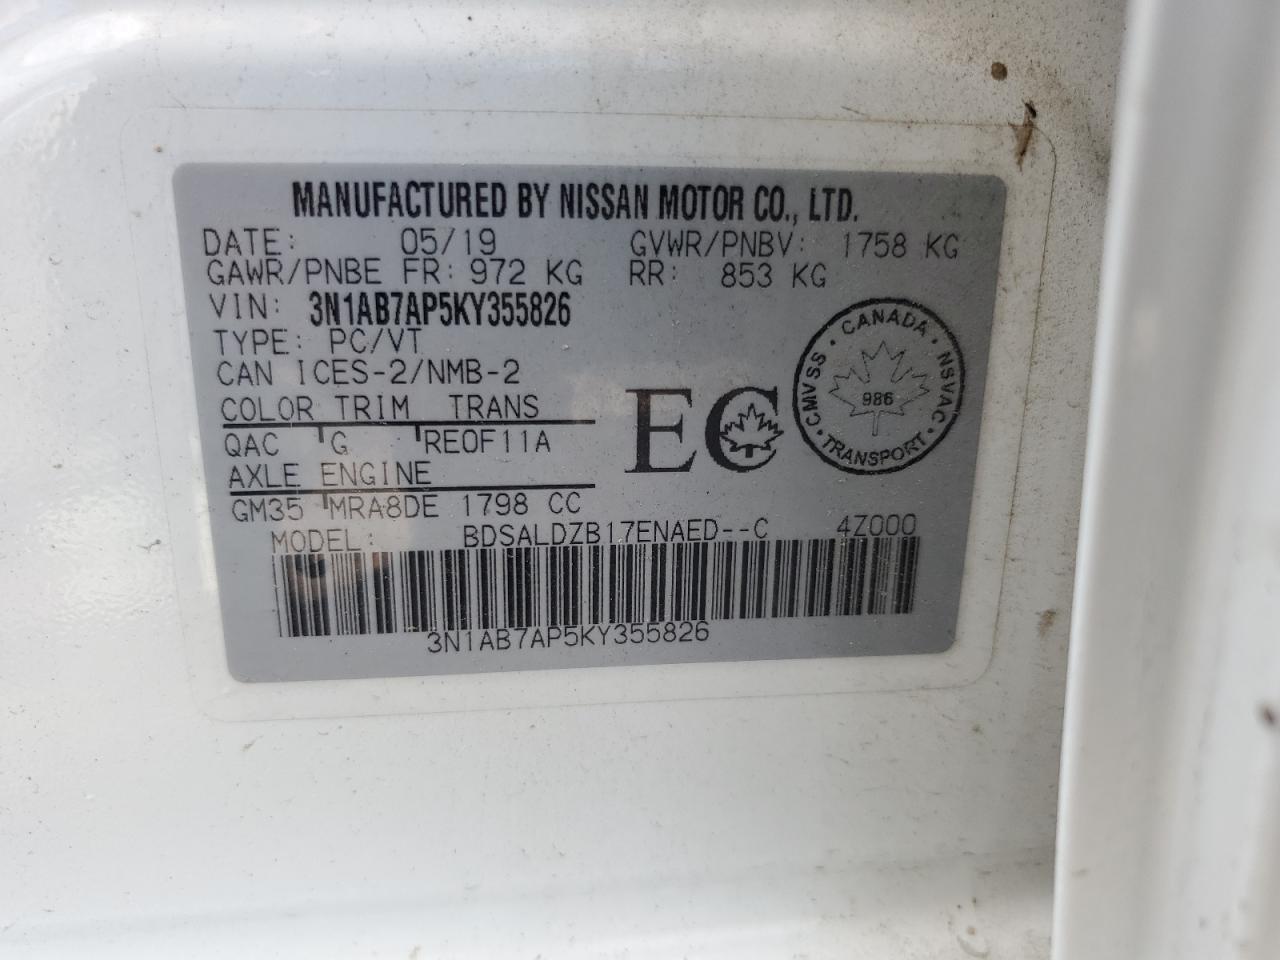 MANUFACTURED BY NISSAN MOTOR CO., LTD.
DATE: 05/19 GVWR/PNBV: 1758 KG
GAWR/PNBE FR: 972 KG RR: 853 KG
VIN: 3N1AB7AP5KY355826
TYPE: PC/VT
CAN ICES-2/NMB-2
COLOR TRIM TRANS
QAC G RE0F11A
AXLE ENGINE
GM35 MRA8DE 1798 CC
MODEL: BDSALDZB17ENAED--C 4Z000
3N1AB7AP5KY355826
EC
CMVSS · CANADA · NSVAC · TRANSPORT ·
986